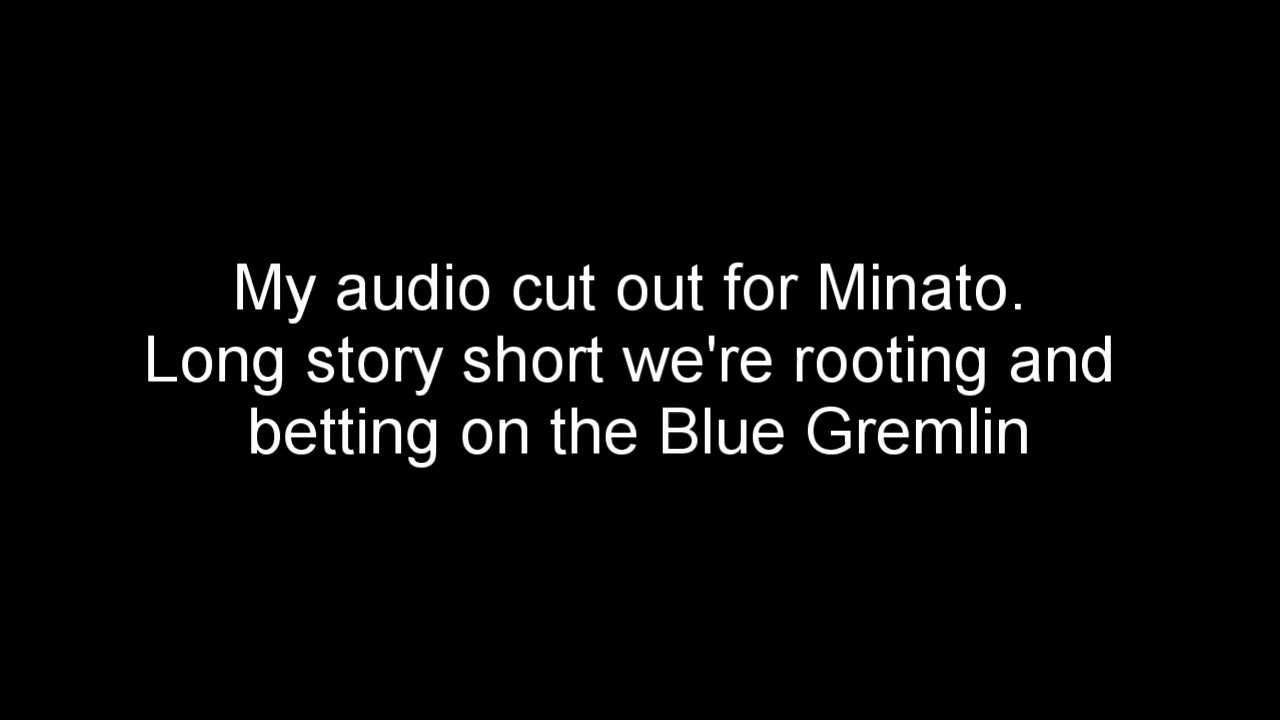 My audio cut out for Minato.
Long story short we're rooting and
betting on the Blue Gremlin